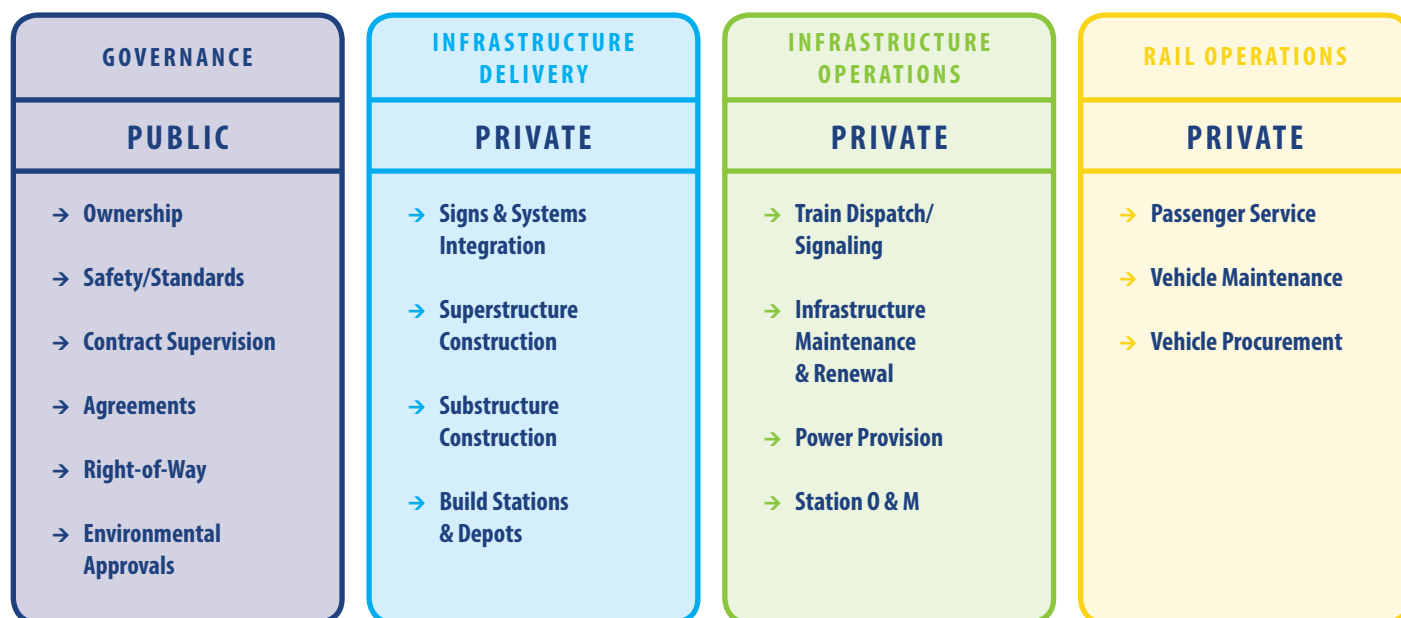 GOVERNANCE
PUBLIC
→ Ownership
→ Safety/Standards
→ Contract Supervision
→ Agreements
→ Right-of-Way
→ Environmental
Approvals
INFRASTRUCTURE
DELIVERY
PRIVATE
→ Signs & Systems
Integration
→ Superstructure
Construction
→ Substructure
Construction
→ Build Stations
& Depots
INFRASTRUCTURE
OPERATIONS
PRIVATE
→ Train Dispatch/
Signaling
→ Infrastructure
Maintenance
& Renewal
→ Power Provision
→ Station O & M
RAIL OPERATIONS
PRIVATE
→ Passenger Service
→ Vehicle Maintenance
→ Vehicle Procurement